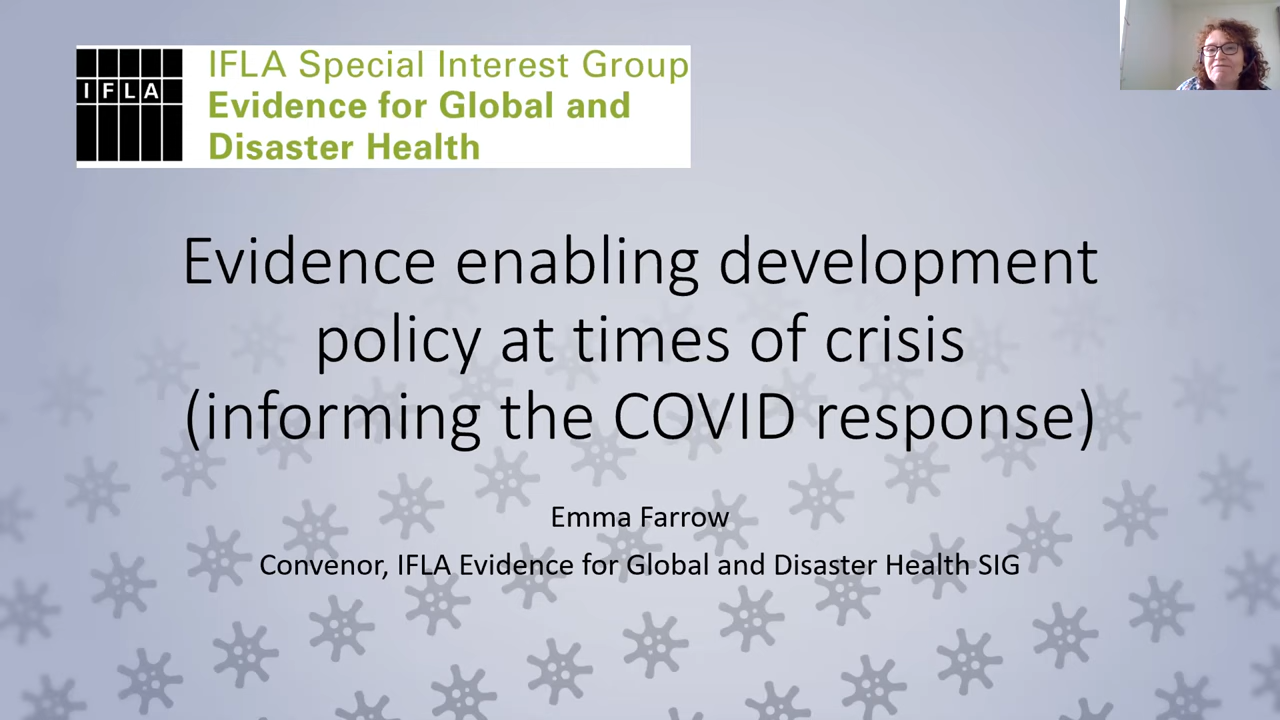 IFLA
IFLA Special Interest Group
Evidence for Global and
Disaster Health
Evidence enabling development
policy at times of crisis
(informing the COVID response)
Emma Farrow
Convenor, IFLA Evidence for Global and Disaster Health SIG